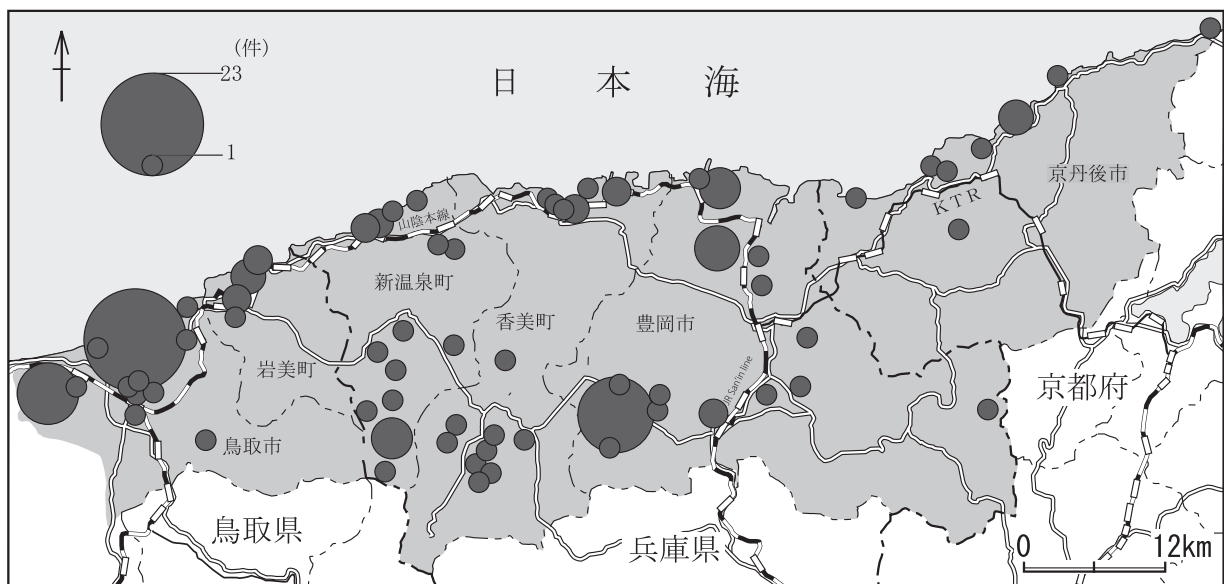 (件)
23
1
日本海
京丹後市
KTR
山陰本線
新温泉町
香美町
豊岡市
岩美町
JR San'in line
京都府
鳥取市
鳥取県
兵庫県
0 12km